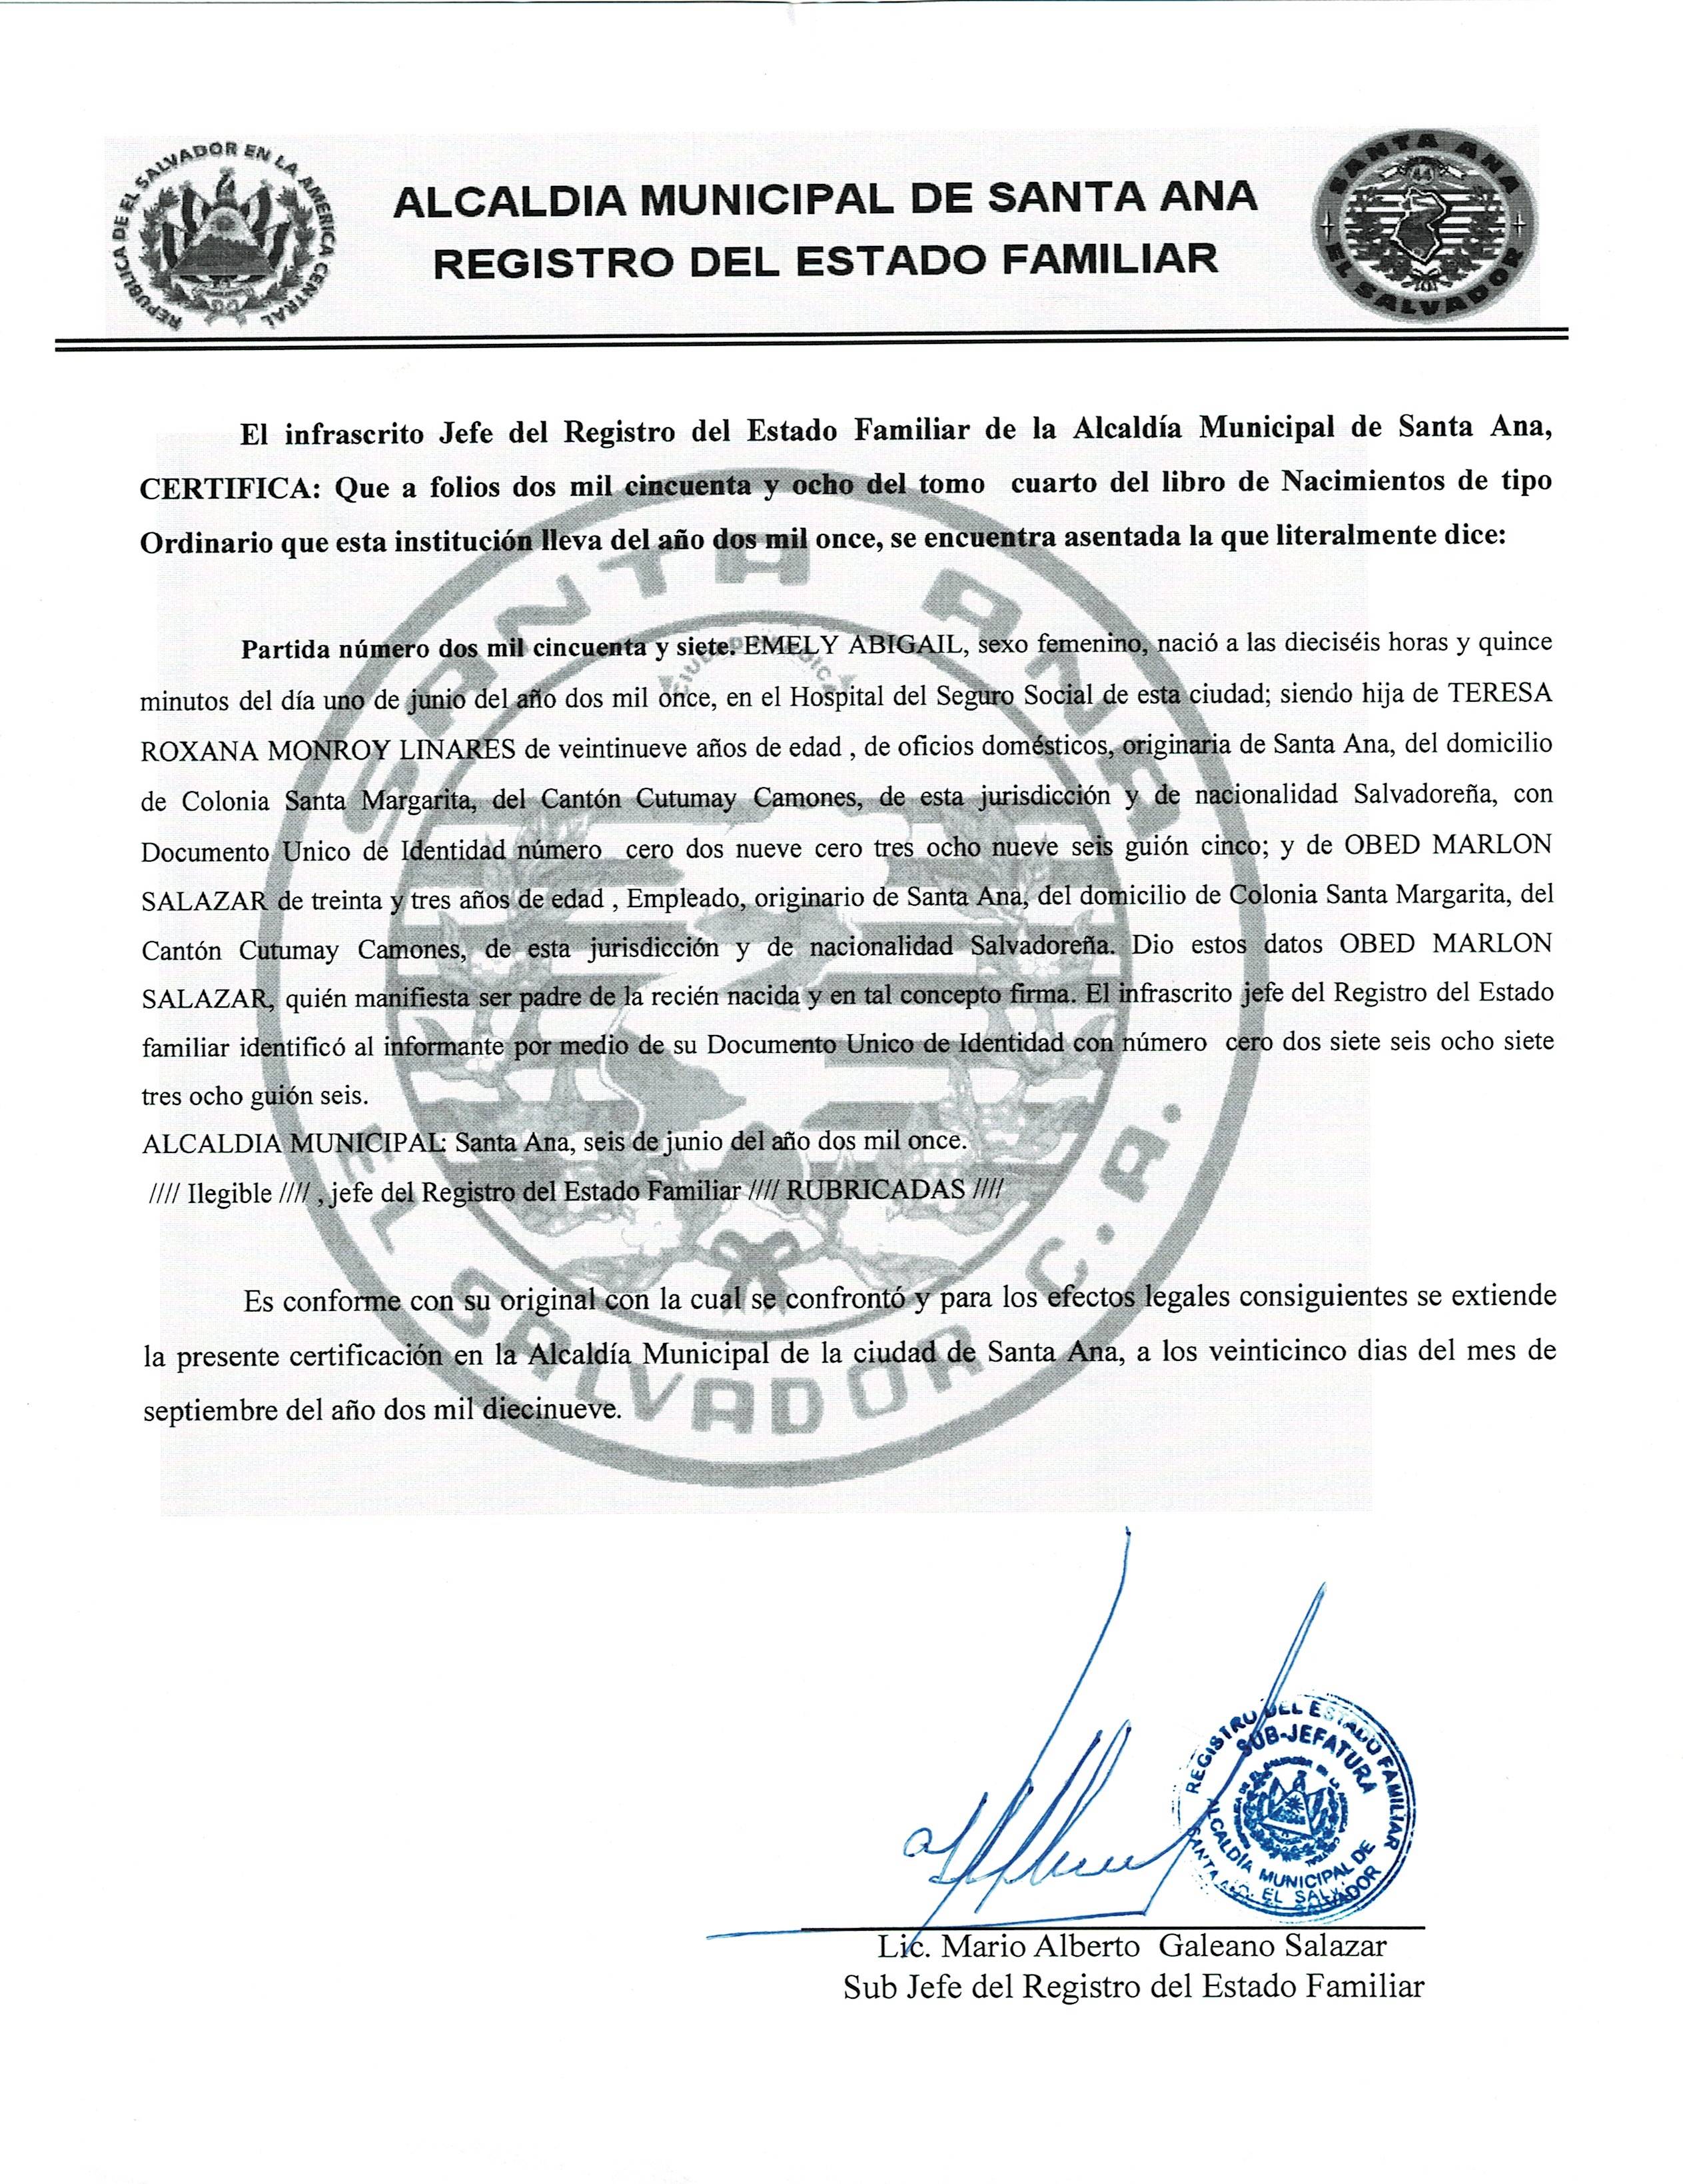 REPUBLICA DE EL SALVADOR EN LA AMERICA CENTRAL
ALCALDIA MUNICIPAL DE SANTA ANA
REGISTRO DEL ESTADO FAMILIAR
SANTA ANA
44
EL SALVADOR
El infrascrito Jefe del Registro del Estado Familiar de la Alcaldía Municipal de Santa Ana,
CERTIFICA: Que a folios dos mil cincuenta y ocho del tomo cuarto del libro de Nacimientos de tipo
Ordinario que esta institución lleva del año dos mil once, se encuentra asentada la que literalmente dice:
Partida número dos mil cincuenta y siete. EMELY ABIGAIL, sexo femenino, nació a las dieciséis horas y quince
minutos del día uno de junio del año dos mil once, en el Hospital del Seguro Social de esta ciudad; siendo hija de TERESA
ROXANA MONROY LINARES de veintinueve años de edad , de oficios domésticos, originaria de Santa Ana, del domicilio
de Colonia Santa Margarita, del Cantón Cutumay Camones, de esta jurisdicción y de nacionalidad Salvadoreña, con
Documento Unico de Identidad número cero dos nueve cero tres ocho nueve seis guión cinco; y de OBED MARLON
SALAZAR de treinta y tres años de edad , Empleado, originario de Santa Ana, del domicilio de Colonia Santa Margarita, del
Cantón Cutumay Camones, de esta jurisdicción y de nacionalidad Salvadoreña. Dio estos datos OBED MARLON
SALAZAR, quién manifiesta ser padre de la recién nacida y en tal concepto firma. El infrascrito jefe del Registro del Estado
familiar identificó al informante por medio de su Documento Unico de Identidad con número cero dos siete seis ocho siete
tres ocho guión seis.
ALCALDIA MUNICIPAL: Santa Ana, seis de junio del año dos mil once.
//// Ilegible //// , jefe del Registro del Estado Familiar //// RUBRICADAS ////
Es conforme con su original con la cual se confrontó y para los efectos legales consiguientes se extiende
la presente certificación en la Alcaldía Municipal de la ciudad de Santa Ana, a los veinticinco dias del mes de
septiembre del año dos mil diecinueve.
SANTA ANA
EL SALVADOR C.A.
REGISTRO DEL ESTADO FAMILIAR
SUB-JEFATURA
ALCALDÍA MUNICIPAL DE
SANTA ANA, EL SALVADOR
Lic. Mario Alberto Galeano Salazar
Sub Jefe del Registro del Estado Familiar